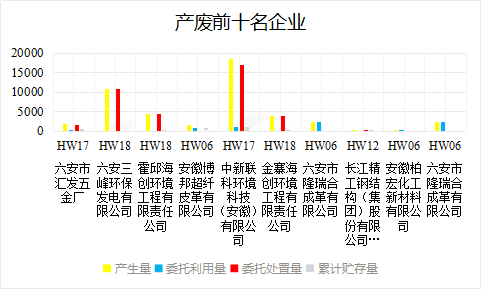 产废前十名企业
20000
15000
10000
5000
0
HW17 HW18 HW18 HW06 HW17 HW18 HW06 HW12 HW06 HW06
六安市汇发五金厂
六安三峰环保发电有限公司
霍邱海创环境工程有限责任公司
安徽博邦超纤皮革有限公司
中新联科环境科技（安徽）有限公司
金寨海创环境工程有限责任公司
六安市隆瑞合成革有限公司
长江精工钢结构（集团）股份有限公司…
安徽柏宏化工新材料有限公司
六安市隆瑞合成革有限公司
产生量 委托利用量 委托处置量 累计贮存量